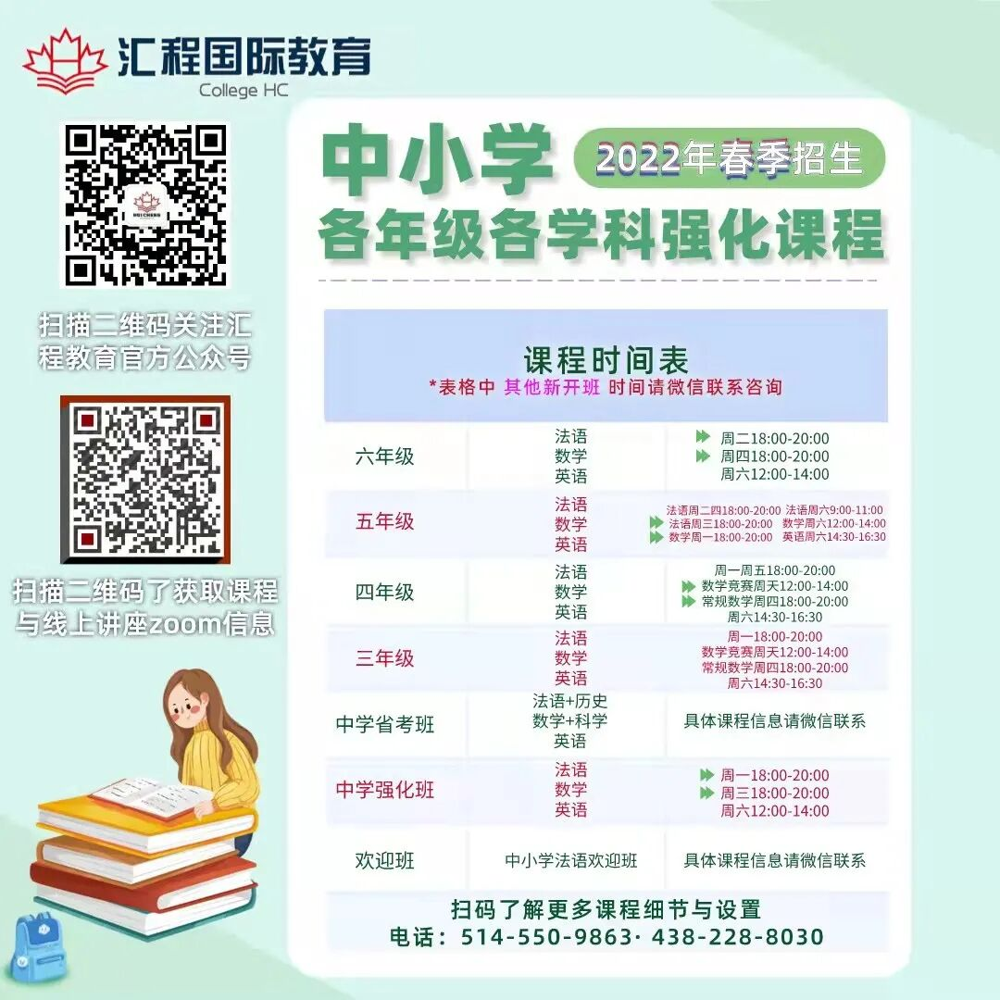 汇程国际教育
College HC
HUI CHENG
扫描二维码关注汇
程教育官方公众号
扫描二维码了获取课程
与线上讲座zoom信息
中小学
2022年春季招生
各年级各学科强化课程
课程时间表
*表格中 其他新开班 时间请微信联系咨询
六年级
法语
数学
英语
周二18:00-20:00
周四18:00-20:00
周六12:00-14:00
五年级
法语
数学
英语
法语周二四18:00-20:00 法语周六9:00-11:00
法语周三18:00-20:00 数学周六12:00-14:00
数学周一18:00-20:00 英语周六14:30-16:30
四年级
法语
数学
英语
周一周五18:00-20:00
数学竞赛周天12:00-14:00
常规数学周四18:00-20:00
周六14:30-16:30
三年级
法语
数学
英语
周一18:00-20:00
数学竞赛周天12:00-14:00
常规数学周四18:00-20:00
周六14:30-16:30
中学省考班
法语+历史
数学+科学
英语
具体课程信息请微信联系
中学强化班
法语
数学
英语
周一18:00-20:00
周三18:00-20:00
周六12:00-14:00
欢迎班
中小学法语欢迎班
具体课程信息请微信联系
扫码了解更多课程细节与设置
电话：514-550-9863· 438-228-8030